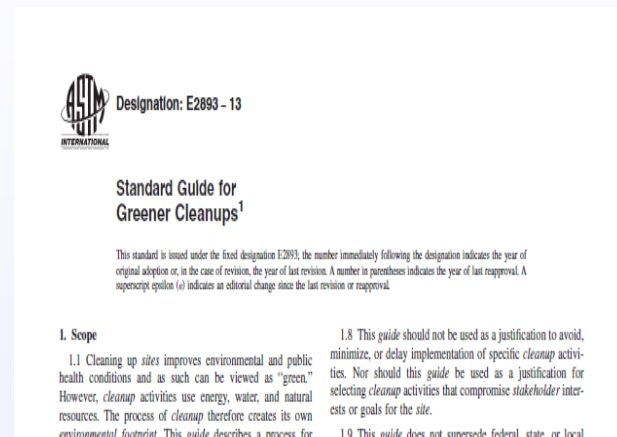 ASTM
INTERNATIONAL
Designation: E2893 – 13
Standard Guide for
Greener Cleanups1
This standard is issued under the fixed designation E2893; the number immediately following the designation indicates the year of
original adoption or, in the case of revision, the year of last revision. A number in parentheses indicates the year of last reapproval. A
superscript epsilon (ε) indicates an editorial change since the last revision or reapproval.
1. Scope
1.1 Cleaning up sites improves environmental and public
health conditions and as such can be viewed as “green.”
However, cleanup activities use energy, water, and natural
resources. The process of cleanup therefore creates its own
environmental footprint. This guide describes a process for
1.8 This guide should not be used as a justification to avoid,
minimize, or delay implementation of specific cleanup activi-
ties. Nor should this guide be used as a justification for
selecting cleanup activities that compromise stakeholder inter-
ests or goals for the site.
1.9 This guide does not supersede federal, state, or local